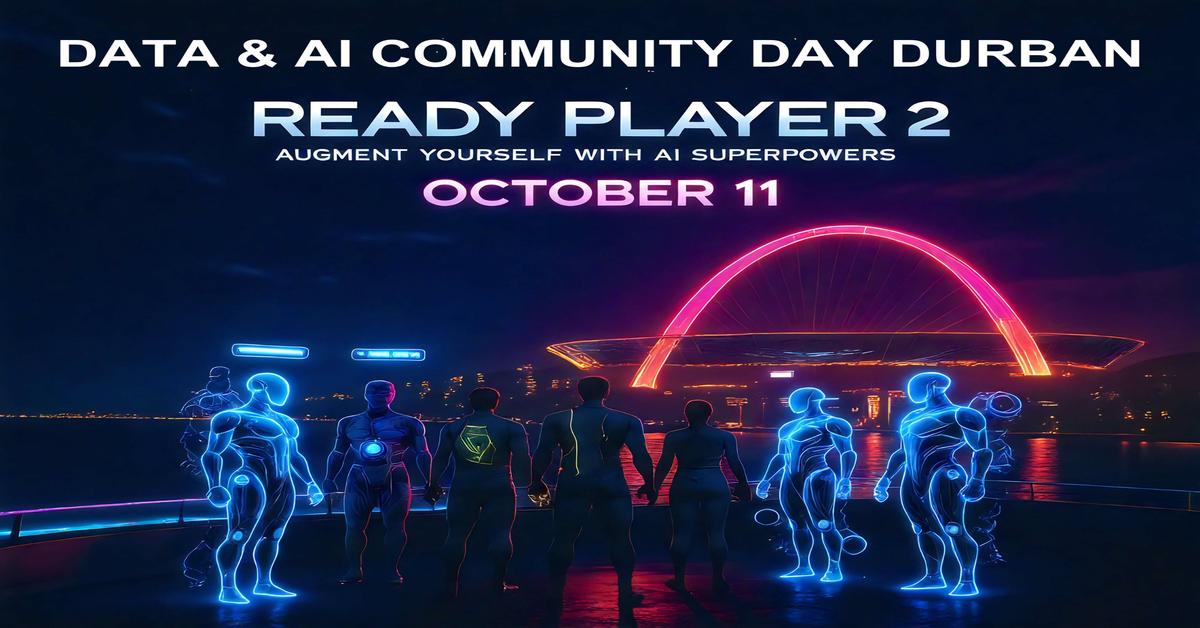 DATA & AI COMMUNITY DAY DURBAN
READY PLAYER 2
AUGMENT YOURSELF WITH AI SUPERPOWERS
OCTOBER 11